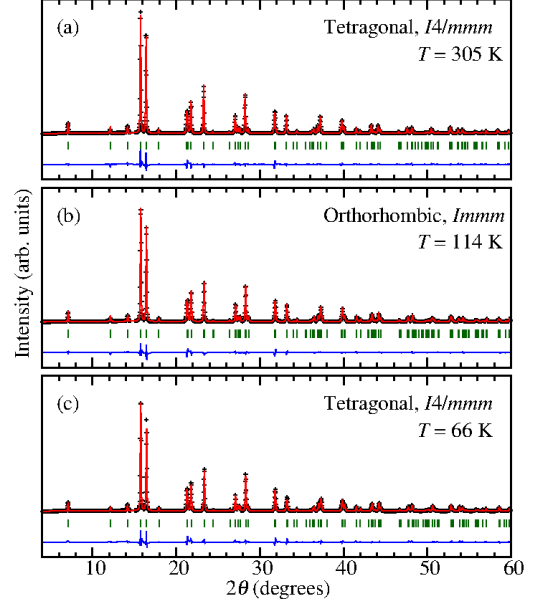 (a)
Tetragonal, I4/mmm
T = 305 K
(b)
Orthorhombic, Immm
T = 114 K
(c)
Tetragonal, I4/mmm
T = 66 K
Intensity (arb. units)
10 20 30 40 50 60
2θ (degrees)